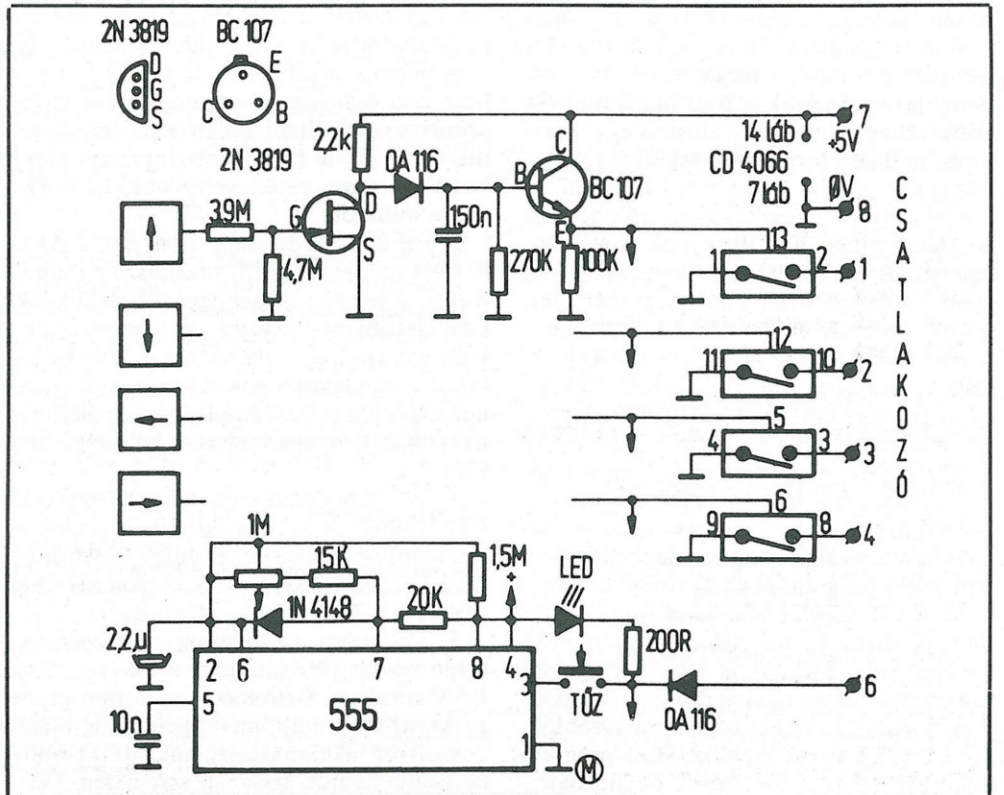 2N 3819 BC 107
D G S
E C B
2N 3819
2,2k
OA 116
D
G
S
3,9M
4,7M
150n
270K
B
C
E
BC 107
100K
7
14 láb +5V
CD 4066
7 láb 0V
8
13
1 2 1
12
11 10 2
5
4 3 3
6
9 8 4
CSATLAKOZÓ
1M
15K
1,5M
+
LED
1N 4148
20K
2,2µ
2 6 7 8 4
3
TŰZ
200R
OA 116
6
5
10n
555
1
M